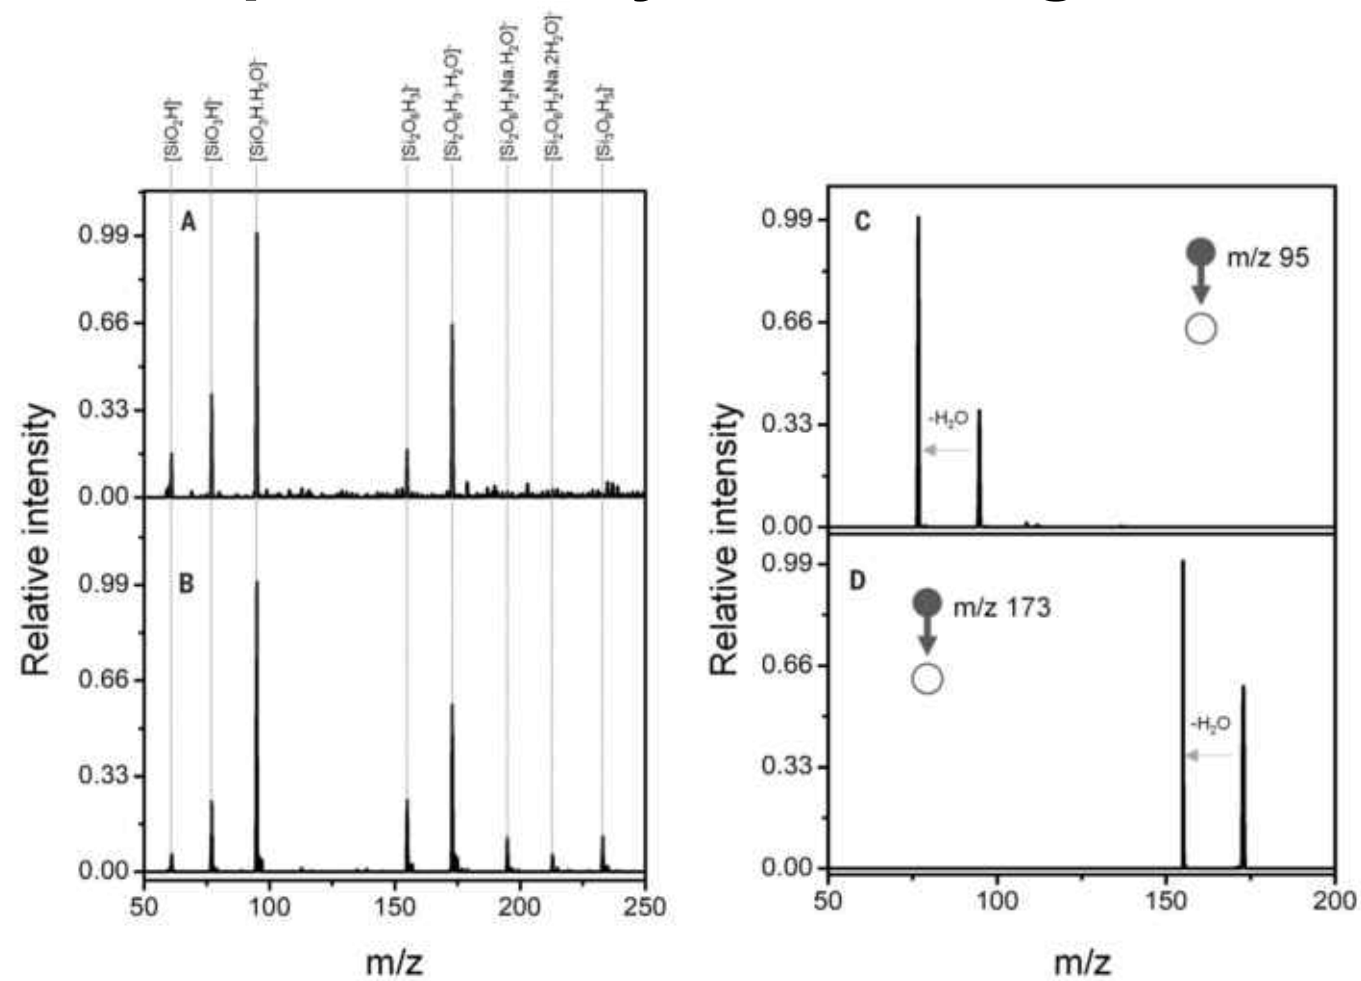 [SiO₂H]⁻
[SiO₃H]⁻
[SiO₃H.H₂O]⁻
[Si₂O₆H₃]⁻
[Si₂O₆H₃.H₂O]⁻
[Si₂O₆H₂Na.H₂O]⁻
[Si₂O₆H₂Na.2H₂O]⁻
A
0.99
0.66
0.33
0.00
B
0.99
0.66
0.33
0.00
50
100
150
200
250
m/z
Relative intensity
C
0.99
0.66
0.33
0.00
m/z 95
-H₂O
D
0.99
0.66
0.33
0.00
m/z 173
-H₂O
50
100
150
200
m/z
Relative intensity